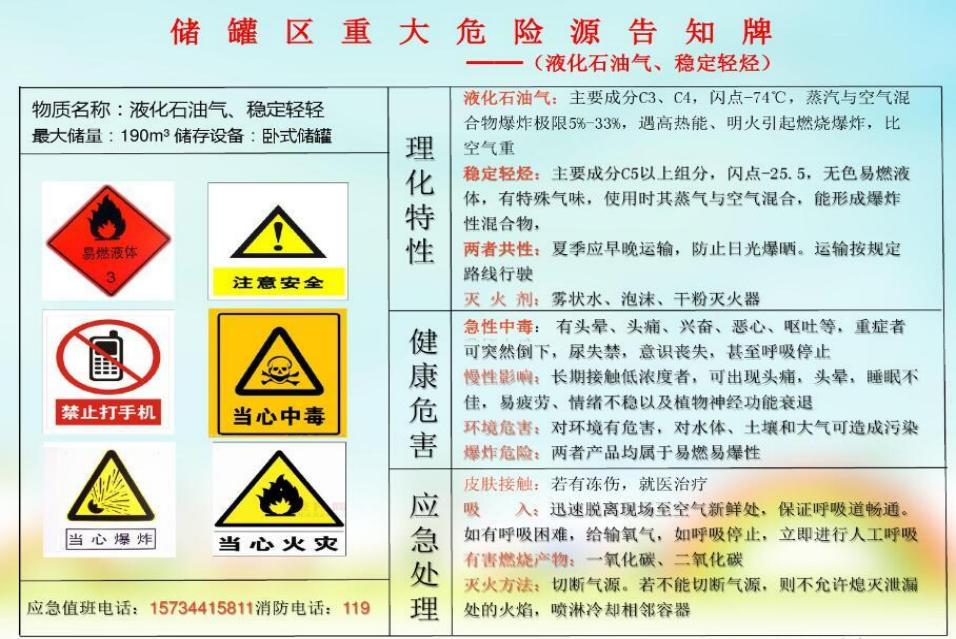 储罐区重大危险源告知牌
——（液化石油气、稳定轻烃）
物质名称：液化石油气、稳定轻轻
最大储量：190m³ 储存设备：卧式储罐
易燃液体
3
注意安全
禁止打手机
当心中毒
当心爆炸
当心火灾
应急值班电话：15734415811消防电话：119
理化特性
液化石油气：主要成分C3、C4，闪点-74℃，蒸汽与空气混
合物爆炸极限5%-33%，遇高热能、明火引起燃烧爆炸，比
空气重
稳定轻烃：主要成分C5以上组分，闪点-25.5，无色易燃液
体，有特殊气味，使用时其蒸气与空气混合，能形成爆炸
性混合物，
两者共性：夏季应早晚运输，防止日光爆晒。运输按规定
路线行驶
灭 火 剂：雾状水、泡沫、干粉灭火器
健康危害
急性中毒： 有头晕、头痛、兴奋、恶心、呕吐等，重症者
可突然倒下，尿失禁，意识丧失，甚至呼吸停止
慢性影响：长期接触低浓度者，可出现头痛，头晕，睡眠不
佳，易疲劳、情绪不稳以及植物神经功能衰退
环境危害：对环境有危害，对水体、土壤和大气可造成污染
爆炸危险：两者产品均属于易燃易爆性
应急处理
皮肤接触：若有冻伤，就医治疗
吸 入：迅速脱离现场至空气新鲜处，保证呼吸道畅通。
如有呼吸困难，给输氧气，如呼吸停止，立即进行人工呼吸
有害燃烧产物：一氧化碳、二氧化碳
灭火方法：切断气源。若不能切断气源，则不允许熄灭泄漏
处的火焰，喷淋冷却相邻容器